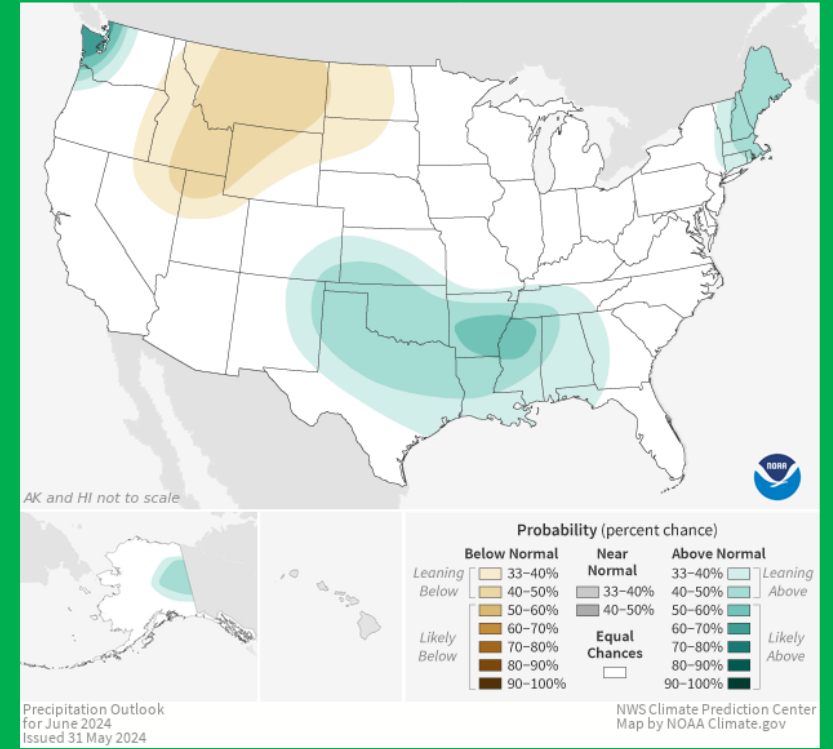 NOAA
AK and HI not to scale
Probability (percent chance)
Below Normal
Near
Normal
Above Normal
Leaning
Below
33–40%
40–50%
50–60%
60–70%
70–80%
80–90%
90–100%
Likely
Below
33–40%
40–50%
Equal
Chances
33–40%
40–50%
50–60%
60–70%
70–80%
80–90%
90–100%
Leaning
Above
Likely
Above
Precipitation Outlook
for June 2024
Issued 31 May 2024
NWS Climate Prediction Center
Map by NOAA Climate.gov